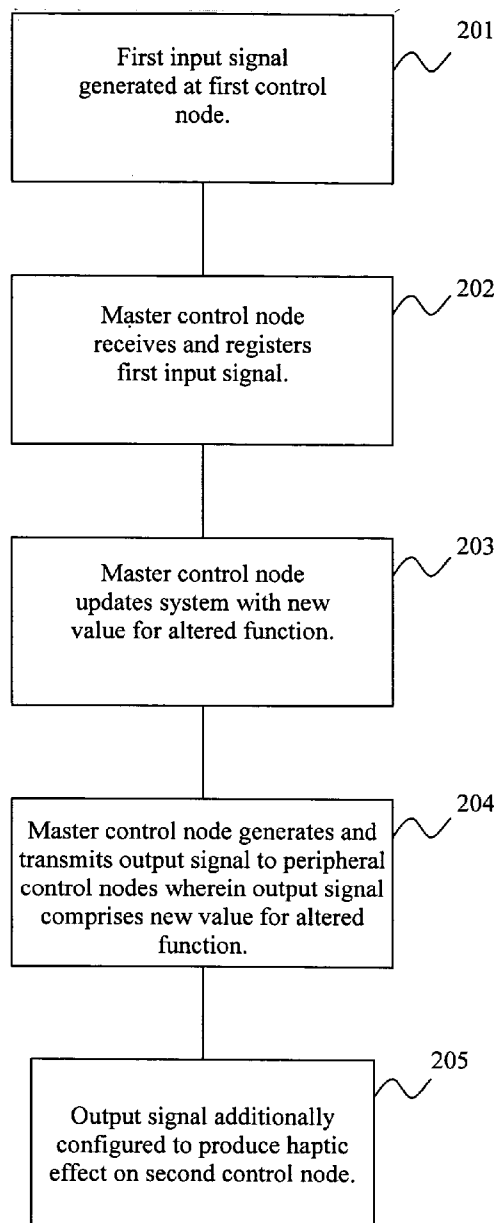 201
First input signal
generated at first control
node.
202
Master control node
receives and registers
first input signal.
203
Master control node
updates system with new
value for altered function.
204
Master control node generates and
transmits output signal to peripheral
control nodes wherein output signal
comprises new value for altered
function.
205
Output signal additionally
configured to produce haptic
effect on second control node.